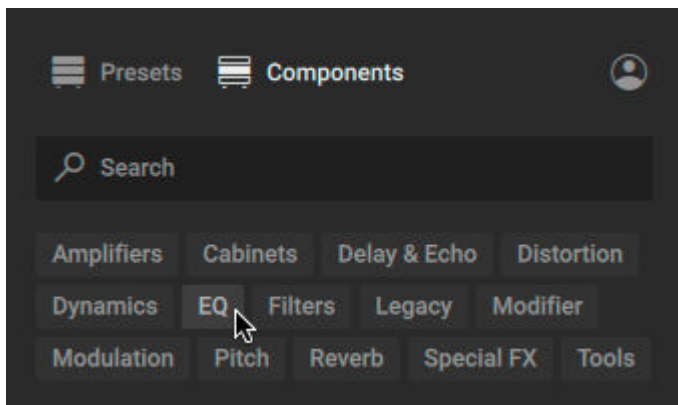 Presets Components
Search
Amplifiers Cabinets Delay & Echo Distortion
Dynamics EQ Filters Legacy Modifier
Modulation Pitch Reverb Special FX Tools